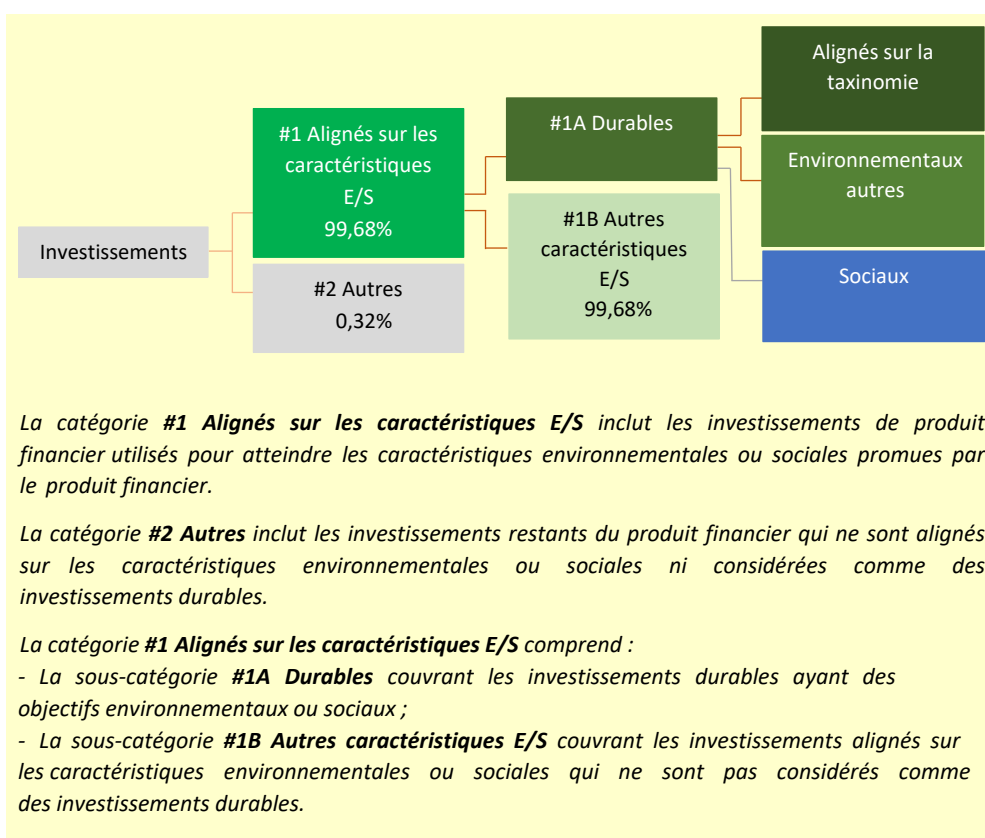 Investissements
#1 Alignés sur les
caractéristiques
E/S
99,68%
#2 Autres
0,32%
#1A Durables
#1B Autres
caractéristiques
E/S
99,68%
Alignés sur la
taxinomie
Environnementaux
autres
Sociaux
La catégorie #1 Alignés sur les caractéristiques E/S inclut les investissements de produit
financier utilisés pour atteindre les caractéristiques environnementales ou sociales promues par
le produit financier.
La catégorie #2 Autres inclut les investissements restants du produit financier qui ne sont alignés
sur les caractéristiques environnementales ou sociales ni considérées comme des
investissements durables.
La catégorie #1 Alignés sur les caractéristiques E/S comprend :
- La sous-catégorie #1A Durables couvrant les investissements durables ayant des
objectifs environnementaux ou sociaux ;
- La sous-catégorie #1B Autres caractéristiques E/S couvrant les investissements alignés sur
les caractéristiques environnementales ou sociales qui ne sont pas considérés comme
des investissements durables.